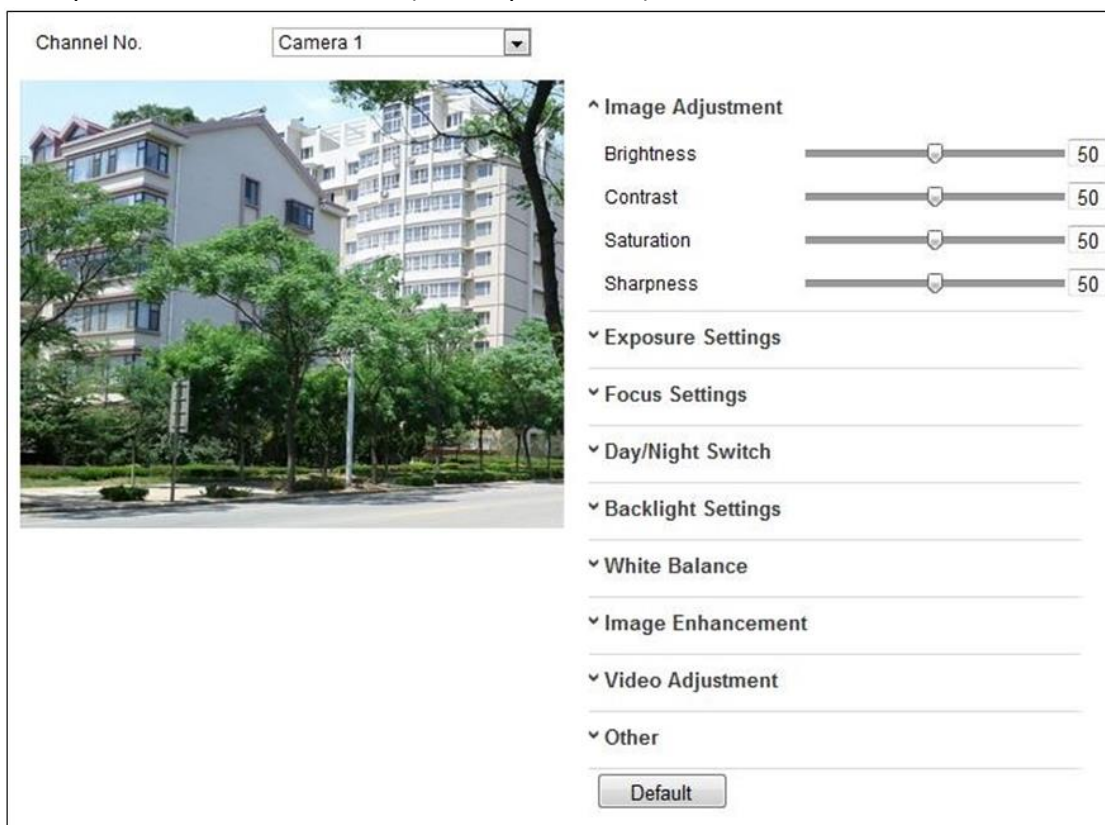 Channel No. Camera 1
^ Image Adjustment
Brightness 50
Contrast 50
Saturation 50
Sharpness 50
Exposure Settings
Focus Settings
Day/Night Switch
Backlight Settings
White Balance
Image Enhancement
Video Adjustment
Other
Default